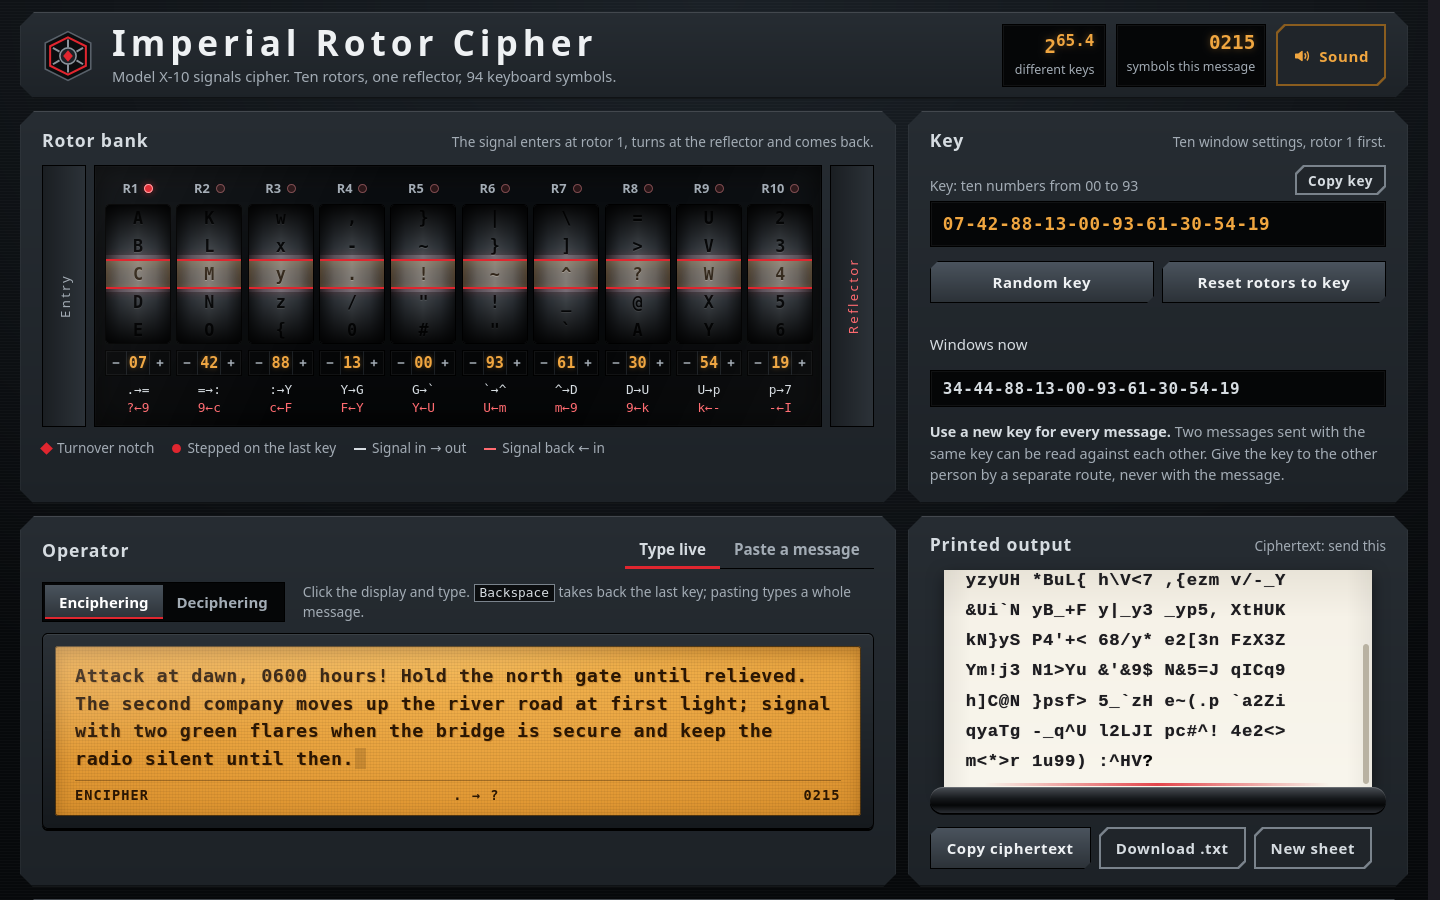 Imperial Rotor Cipher
Model X-10 signals cipher. Ten rotors, one reflector, 94 keyboard symbols.
2^65.4
different keys
0215
symbols this message
Sound
Rotor bank
The signal enters at rotor 1, turns at the reflector and comes back.
Entry
R1 R2 R3 R4 R5 R6 R7 R8 R9 R10
A K w , } | \ = U 2
B L x - ~ } ] > V 3
C M y . ! ~ ^ ? W 4
D N z / " ! _ @ X 5
E O { 0 # " ` A Y 6
− 07 + − 42 + − 88 + − 13 + − 00 + − 93 + − 61 + − 30 + − 54 + − 19 +
.→= =→: :→Y Y→G G→` `→^ ^→D D→U U→p p→7
?←9 9←c c←F F←Y Y←U U←m m←9 9←k k←- -←I
Reflector
Turnover notch Stepped on the last key Signal in → out Signal back ← in
Key
Ten window settings, rotor 1 first.
Key: ten numbers from 00 to 93
Copy key
07-42-88-13-00-93-61-30-54-19
Random key
Reset rotors to key
Windows now
34-44-88-13-00-93-61-30-54-19
Use a new key for every message. Two messages sent with the
same key can be read against each other. Give the key to the other
person by a separate route, never with the message.
Operator
Type live
Paste a message
Enciphering
Deciphering
Click the display and type. Backspace takes back the last key; pasting types a whole
message.
Attack at dawn, 0600 hours! Hold the north gate until relieved.
The second company moves up the river road at first light; signal
with two green flares when the bridge is secure and keep the
radio silent until then.
ENCIPHER . → ? 0215
Printed output
Ciphertext: send this
yzyUH *BuL{ h\V<7 ,{ezm v/-_Y
&Ui`N yB_+F y|_y3 _yp5, XtHUK
kN}yS P4'+< 68/y* e2[3n FzX3Z
Ym!j3 N1>Yu &'&9$ N&5=J qICq9
h]C@N }psf> 5_`zH e~(.p `a2Zi
qyaTg -_q^U l2LJI pc#^! 4e2<>
m<*>r 1u99) :^HV?
Copy ciphertext
Download .txt
New sheet